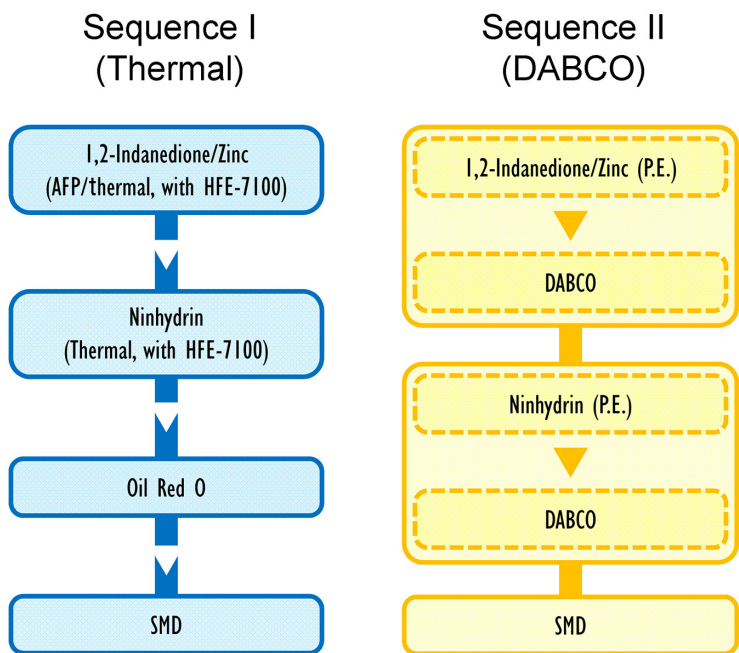 Sequence I
(Thermal)
1,2-Indanedione/Zinc
(AFP/thermal, with HFE-7100)
Ninhydrin
(Thermal, with HFE-7100)
Oil Red O
SMD
Sequence II
(DABCO)
1,2-Indanedione/Zinc (P.E.)
DABCO
Ninhydrin (P.E.)
DABCO
SMD